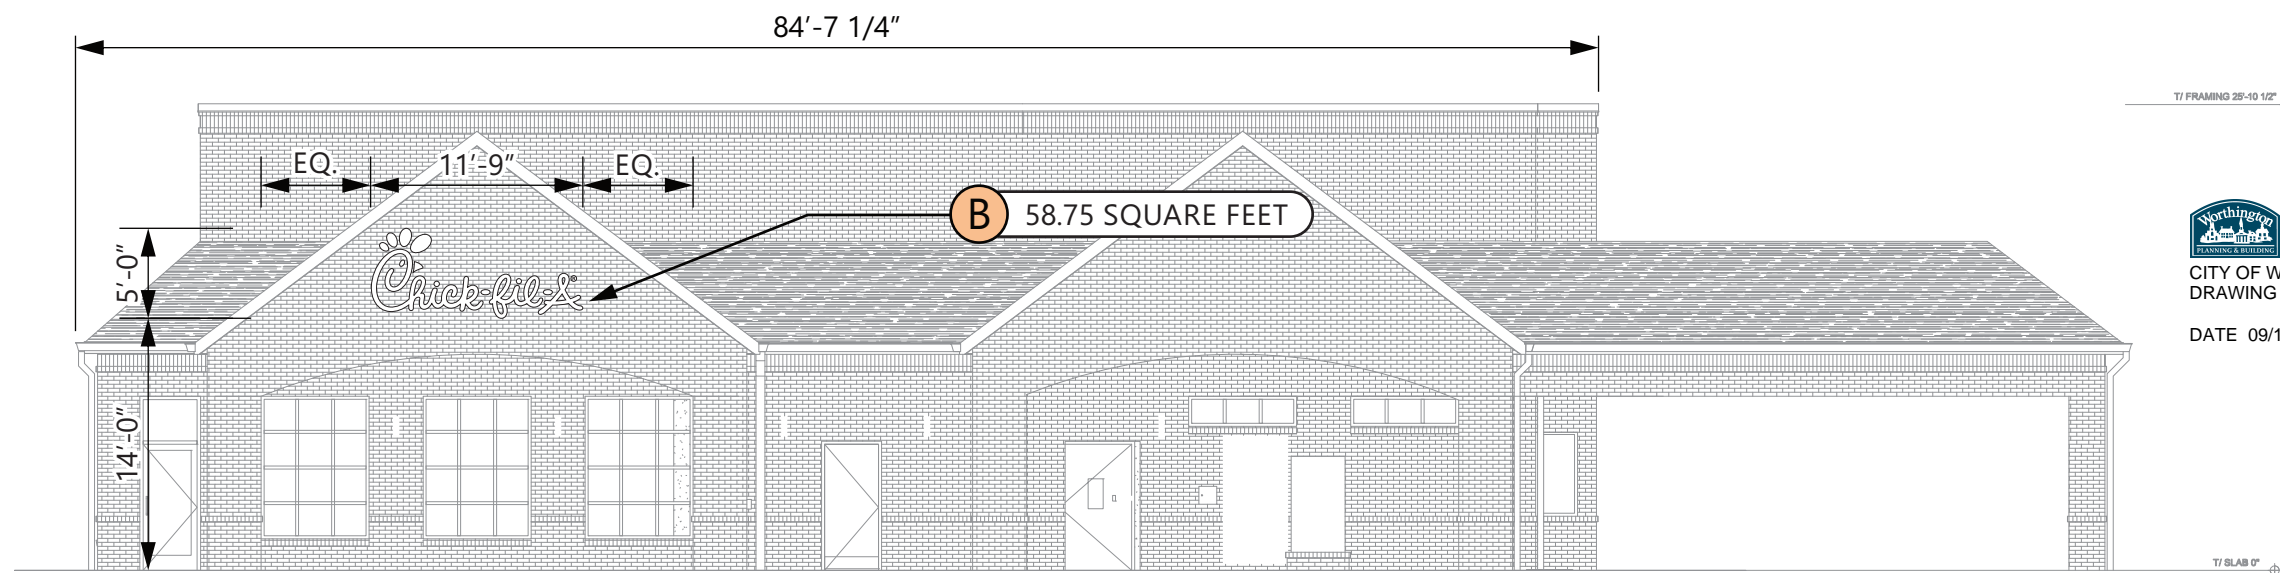 84'-7 1/4"
T/ FRAMING 25'-10 1/2"
EQ.
11'-9"
EQ.
B
58.75 SQUARE FEET
5'-0"
Chick-fil-A®
Worthington
PLANNING & BUILDING
CITY OF W
DRAWING
DATE 09/1
14'-0"
T/ SLAB 0"